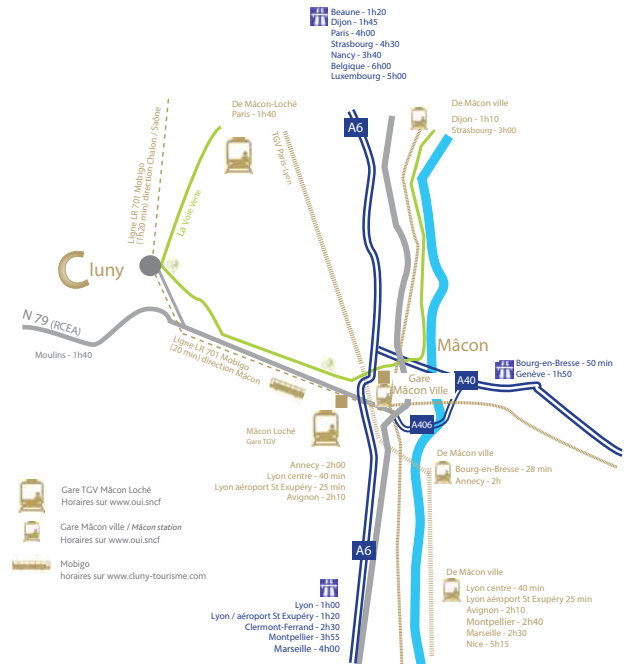 Beaune - 1h20
Dijon - 1h45
Paris - 4h00
Strasbourg - 4h30
Nancy - 3h40
Belgique - 6h00
Luxembourg - 5h00
De Mâcon-Loché
Paris - 1h40
De Mâcon ville
Dijon - 1h10
Strasbourg - 3h00
A6
TGV Paris-Lyon
Ligne LR 701 Mobigo
(1h20 min) direction Chalon / Saône
La Voie Verte
Cluny
N 79 (RCEA)
Moulins - 1h40
Ligne LR 701 Mobigo
(20 min) direction Macon
Mâcon
Gare
Mâcon Ville
A40
Bourg-en-Bresse - 50 min
Genève - 1h50
A406
Mâcon Loché
Gare TGV
De Mâcon ville
Bourg-en-Bresse - 28 min
Annecy - 2h
Annecy - 2h00
Lyon centre - 40 min
Lyon aéroport St Exupéry - 25 min
Avignon - 2h10
Gare TGV Mâcon Loché
Horaires sur www.oui.sncf
Gare Mâcon ville / Mâcon station
Horaires sur www.oui.sncf
Mobigo
horaires sur www.cluny-tourisme.com
A6
Lyon - 1h00
Lyon / aéroport St Exupéry - 1h20
Clermont-Ferrand - 2h30
Montpellier - 3h55
Marseille - 4h00
De Mâcon ville
Lyon centre - 40 min
Lyon aéroport St Exupéry 25 min
Avignon - 2h10
Montpellier - 2h40
Marseille - 2h30
Nice - 5h15